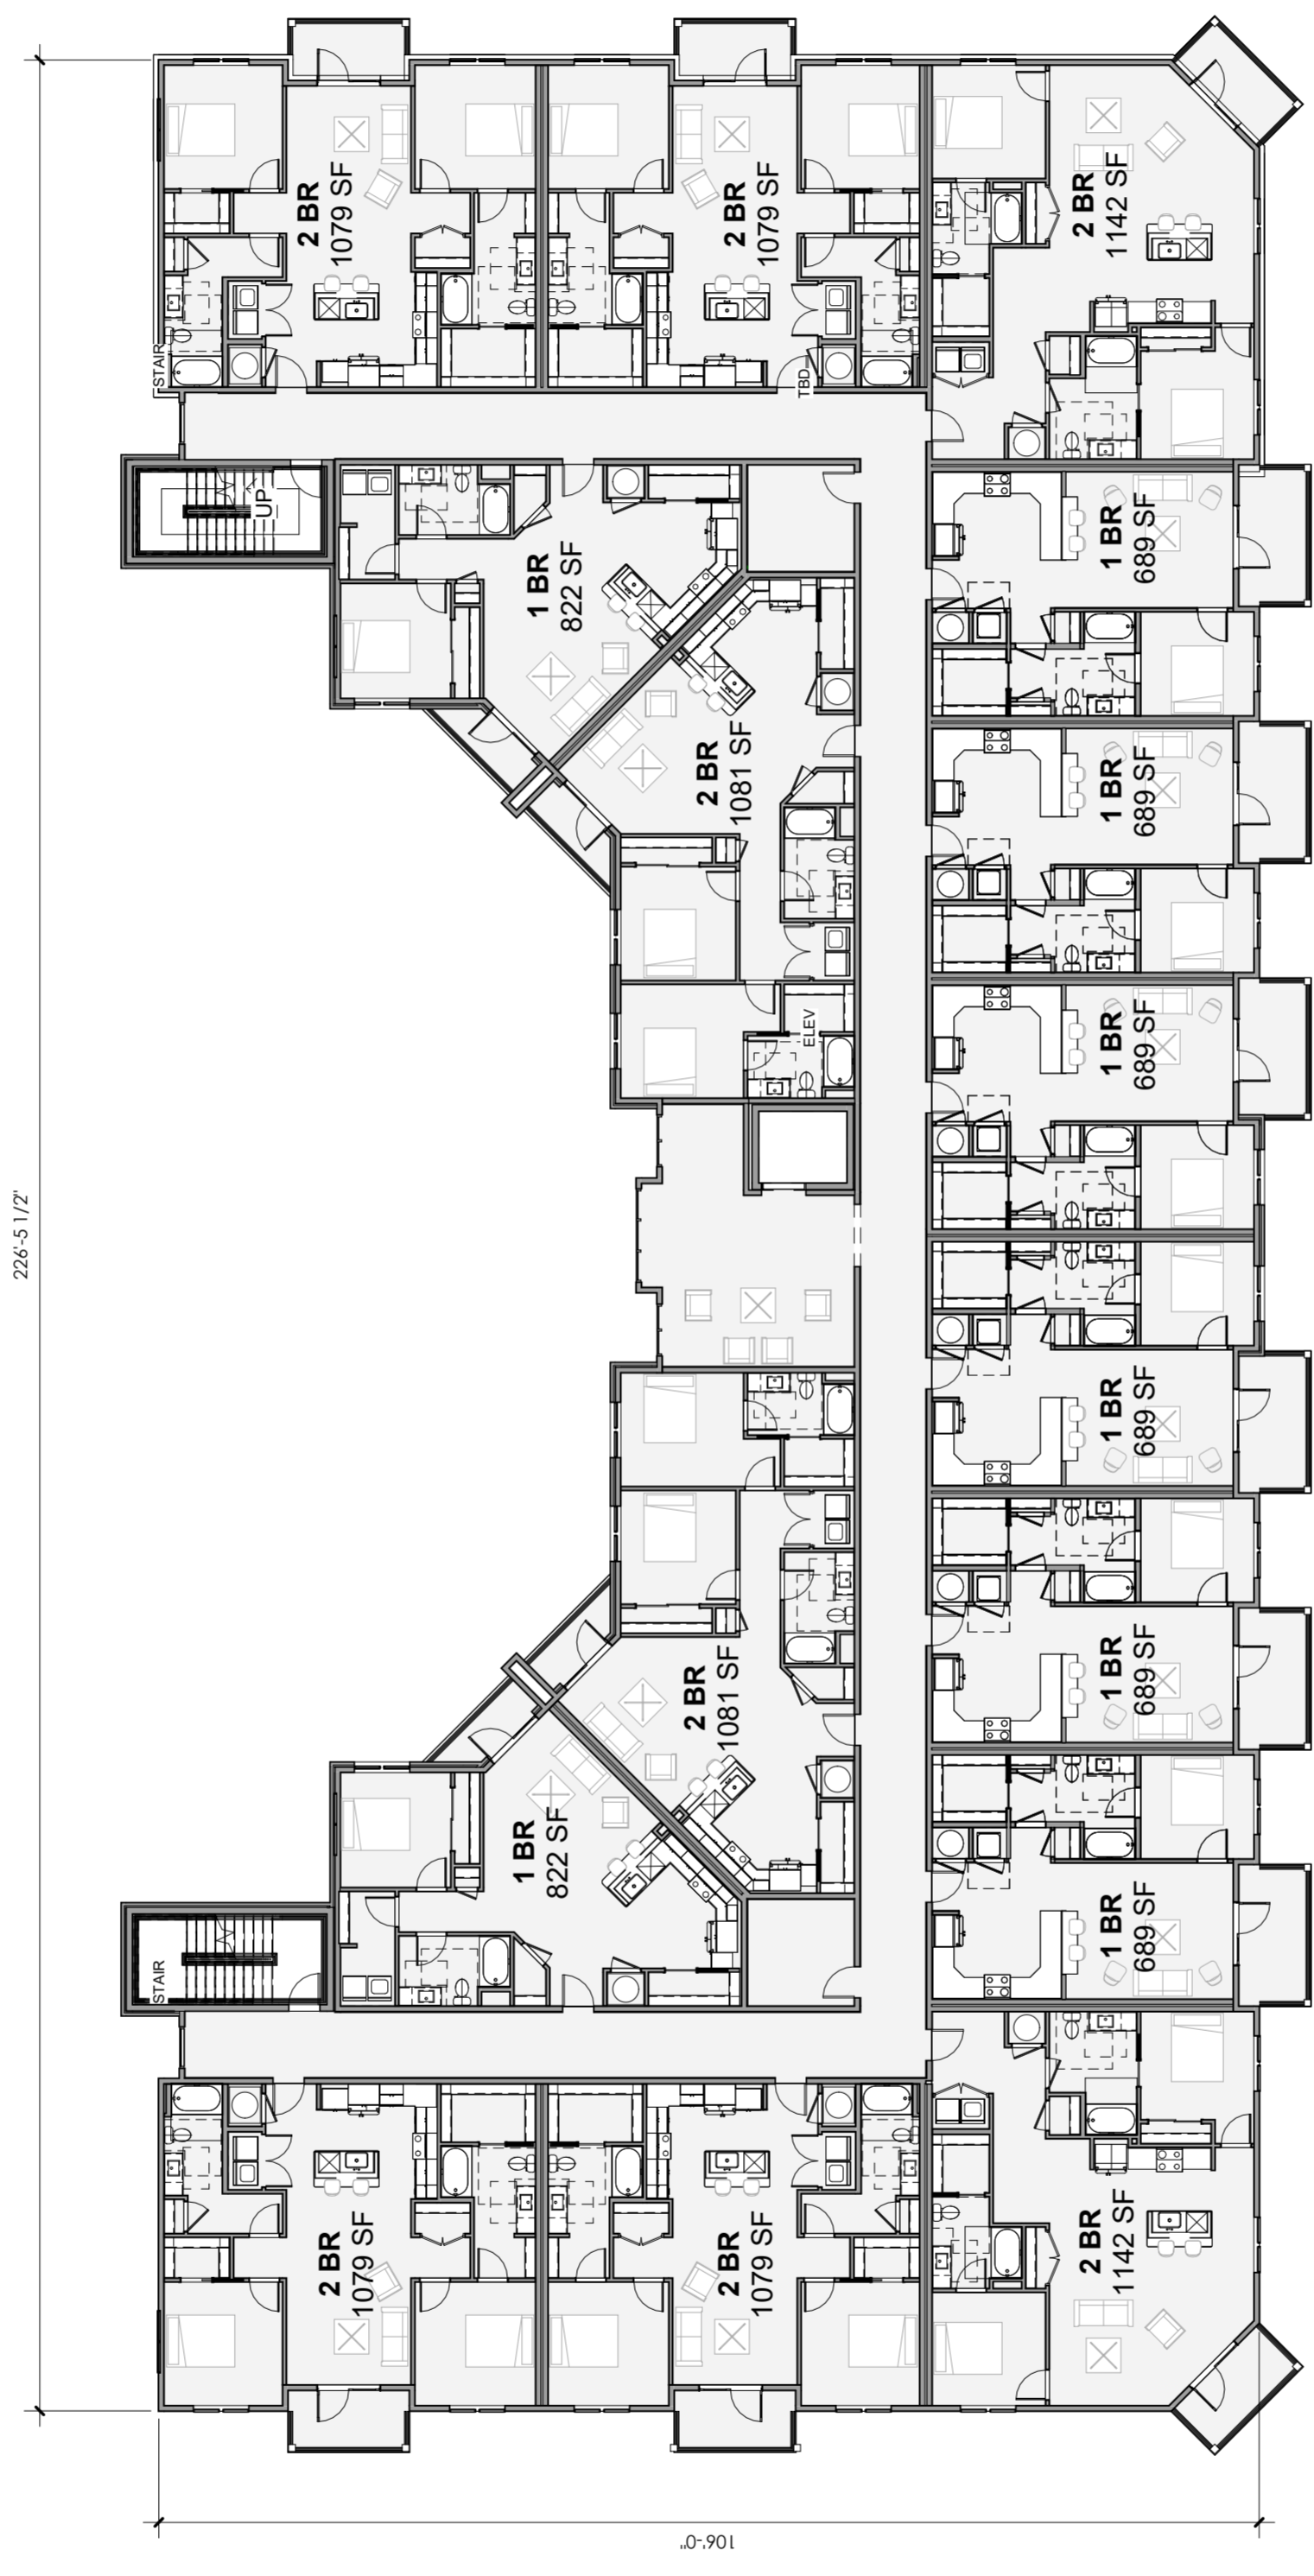 2 BR
1079 SF
2 BR
1079 SF
2 BR
1142 SF
STAIR
TBD
UP
1 BR
822 SF
1 BR
689 SF
2 BR
1081 SF
1 BR
689 SF
ELEV
1 BR
689 SF
226'-5 1/2"
1 BR
689 SF
2 BR
1081 SF
1 BR
689 SF
1 BR
822 SF
1 BR
689 SF
STAIR
2 BR
1079 SF
2 BR
1079 SF
2 BR
1142 SF
106'-0"